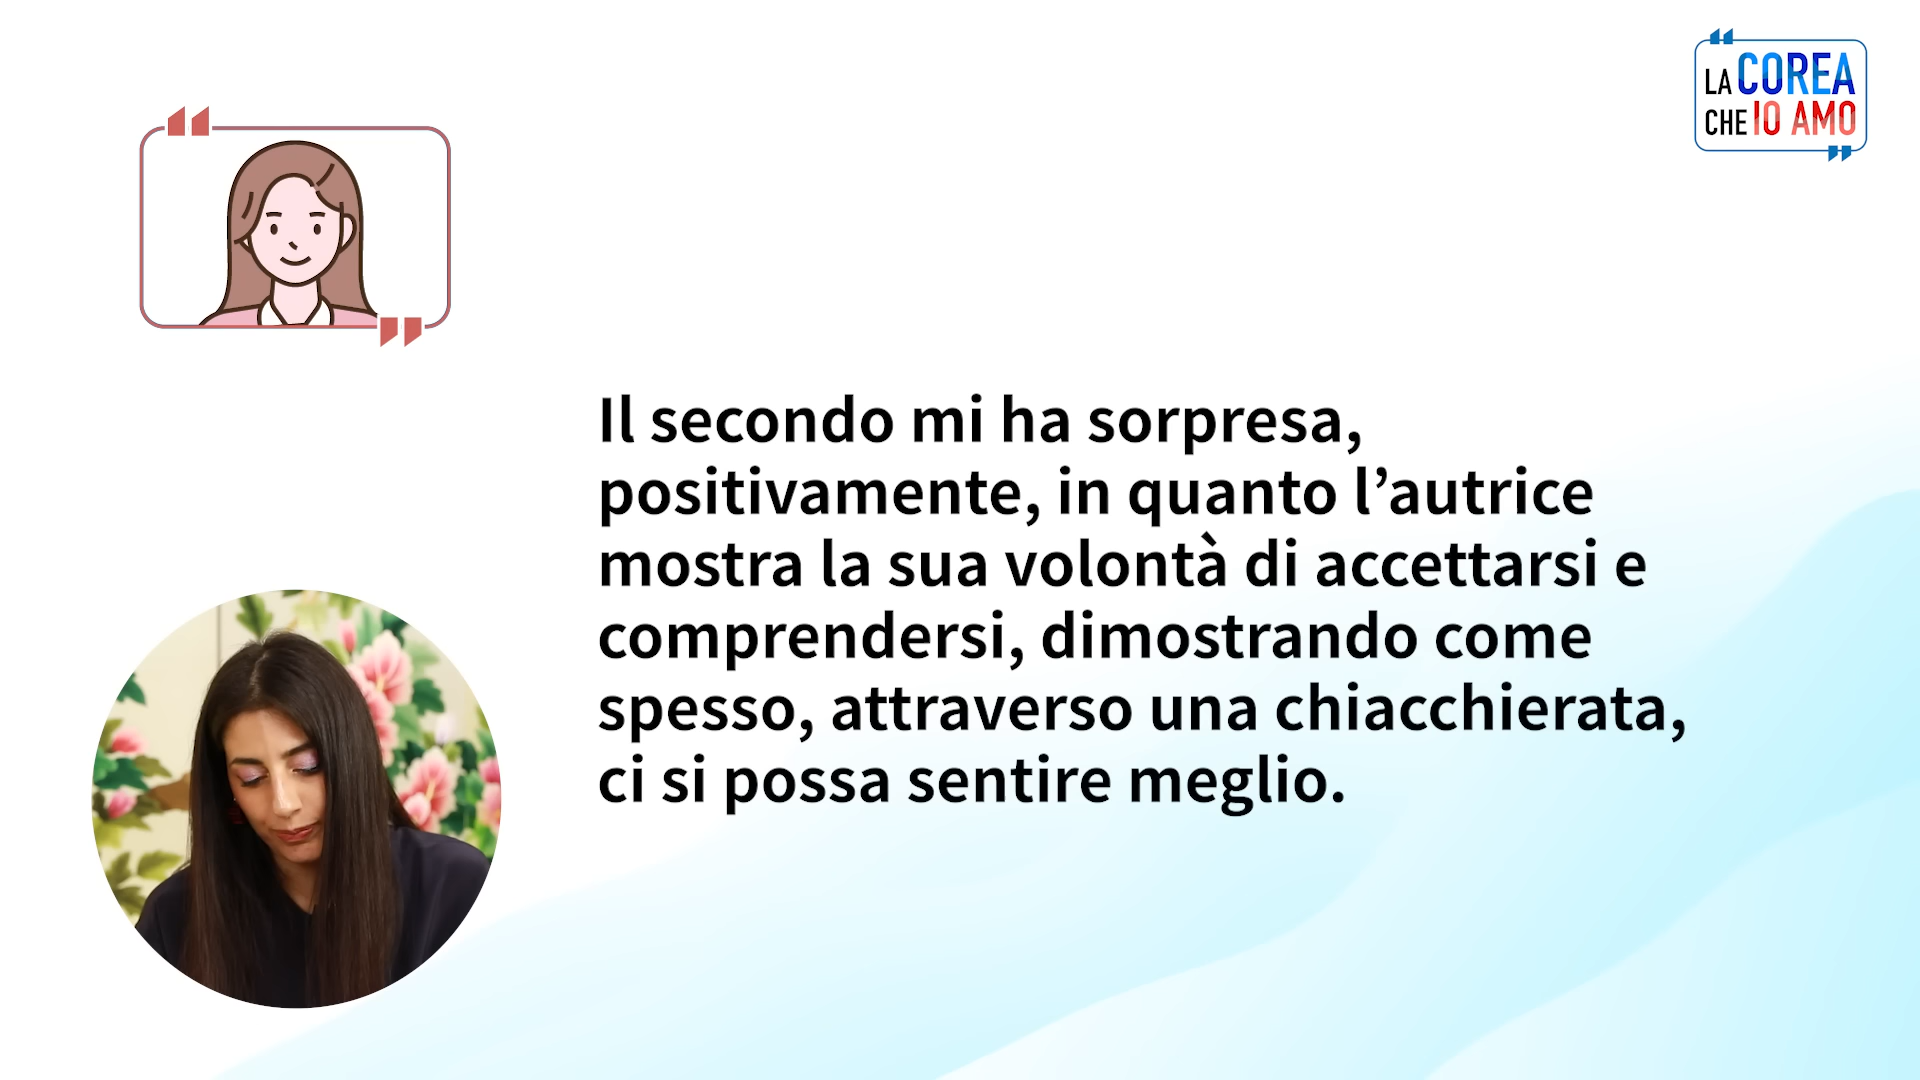 LA COREA
CHE IO AMO
Il secondo mi ha sorpresa,
positivamente, in quanto l’autrice
mostra la sua volontà di accettarsi e
comprendersi, dimostrando come
spesso, attraverso una chiacchierata,
ci si possa sentire meglio.